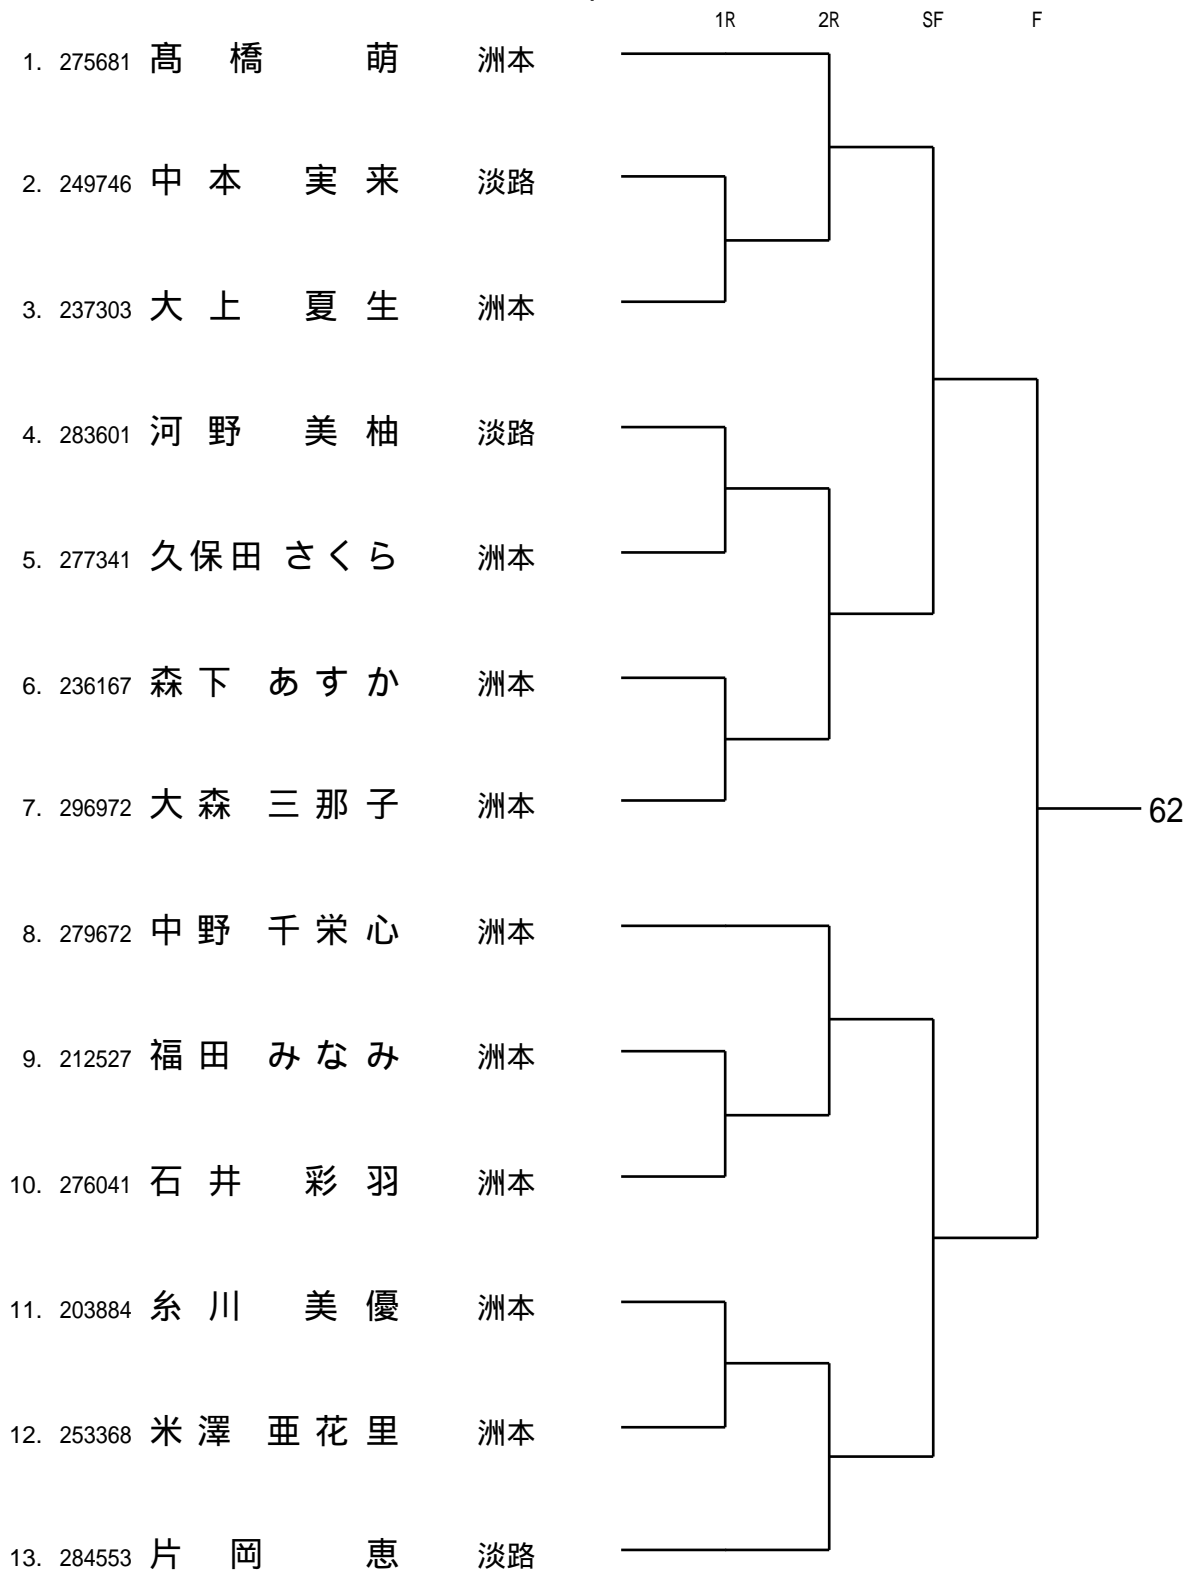 1R 2R SF F
1. 275681 髙橋 萌 洲本
2. 249746 中本 実来 淡路
3. 237303 大上 夏生 洲本
4. 283601 河野 美柚 淡路
5. 277341 久保田 さくら 洲本
6. 236167 森下 あすか 洲本
7. 296972 大森 三那子 洲本
62
8. 279672 中野 千栄心 洲本
9. 212527 福田 みなみ 洲本
10. 276041 石井 彩羽 洲本
11. 203884 糸川 美優 洲本
12. 253368 米澤 亜花里 洲本
13. 284553 片岡 恵 淡路